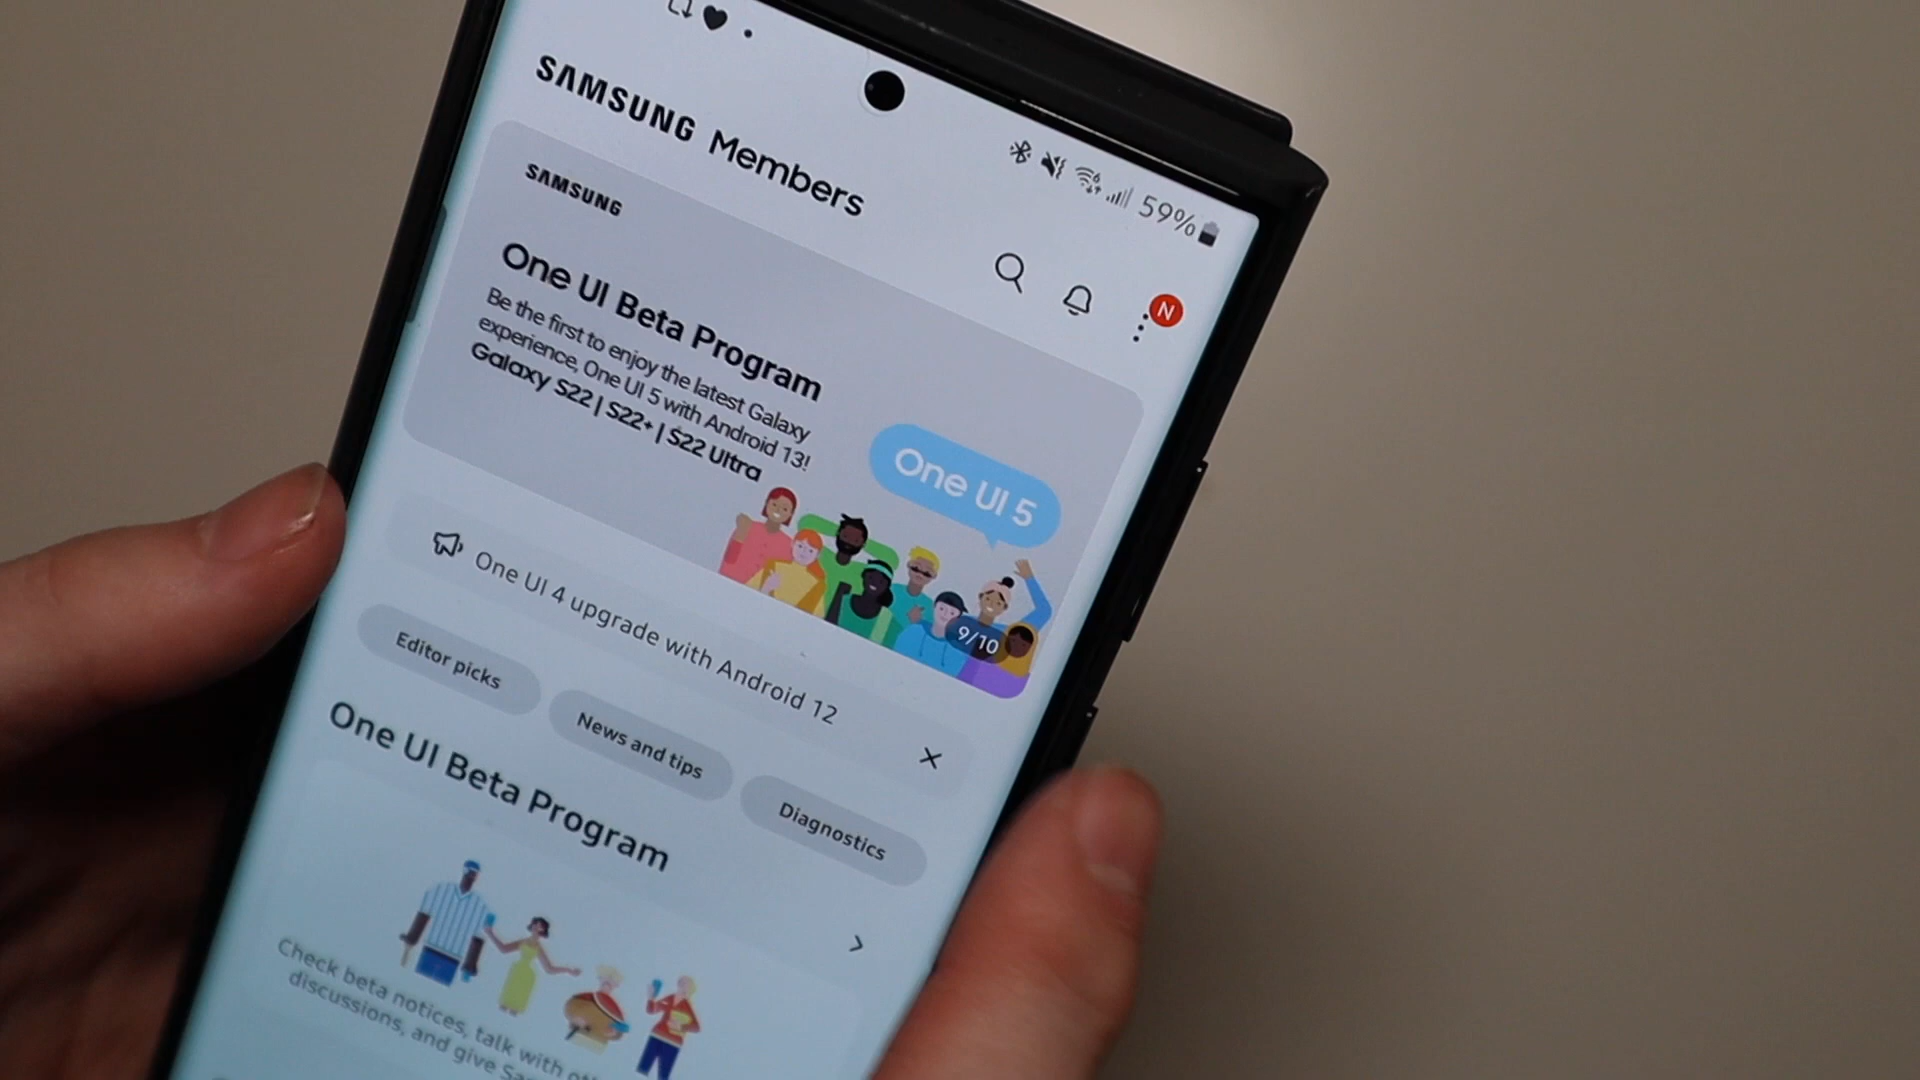 59%
SAMSUNG Members
N
SAMSUNG
One UI Beta Program
Be the first to enjoy the latest Galaxy
experience, One UI 5 with Android 13!
Galaxy S22 | S22+ | S22 Ultra
One UI 5
9/10
One UI 4 upgrade with Android 12
Editor picks
News and tips
Diagnostics
One UI Beta Program
Check beta notices, talk with
discussions, and give